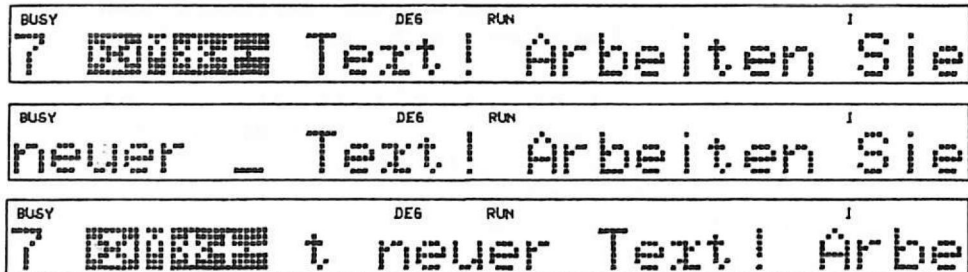 BUSY DEG RUN I
7 Text! Arbeiten Sie
BUSY DEG RUN I
neuer _ Text! Arbeiten Sie
BUSY DEG RUN I
7 t neuer Text! Arbe